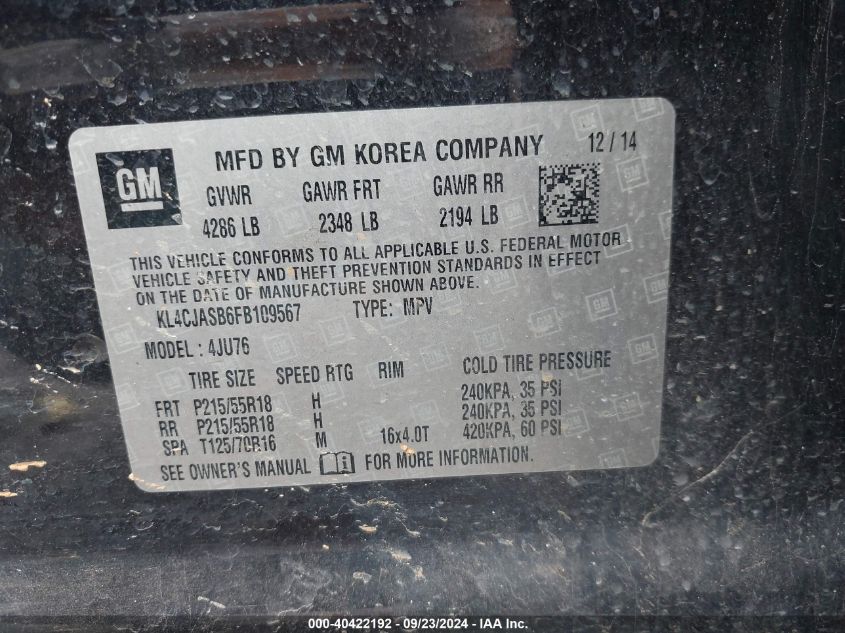 GM
MFD BY GM KOREA COMPANY 12 / 14
GVWR GAWR FRT GAWR RR
4286 LB 2348 LB 2194 LB
THIS VEHICLE CONFORMS TO ALL APPLICABLE U.S. FEDERAL MOTOR
VEHICLE SAFETY AND THEFT PREVENTION STANDARDS IN EFFECT
ON THE DATE OF MANUFACTURE SHOWN ABOVE.
KL4CJASB6FB109567 TYPE: MPV
MODEL : 4JU76
TIRE SIZE SPEED RTG RIM COLD TIRE PRESSURE
FRT P215/55R18 H 240KPA, 35 PSI
RR P215/55R18 H 240KPA, 35 PSI
SPA T125/70R16 M 16x4.0T 420KPA, 60 PSI
SEE OWNER'S MANUAL FOR MORE INFORMATION.
000-40422192 - 09/23/2024 - IAA Inc.